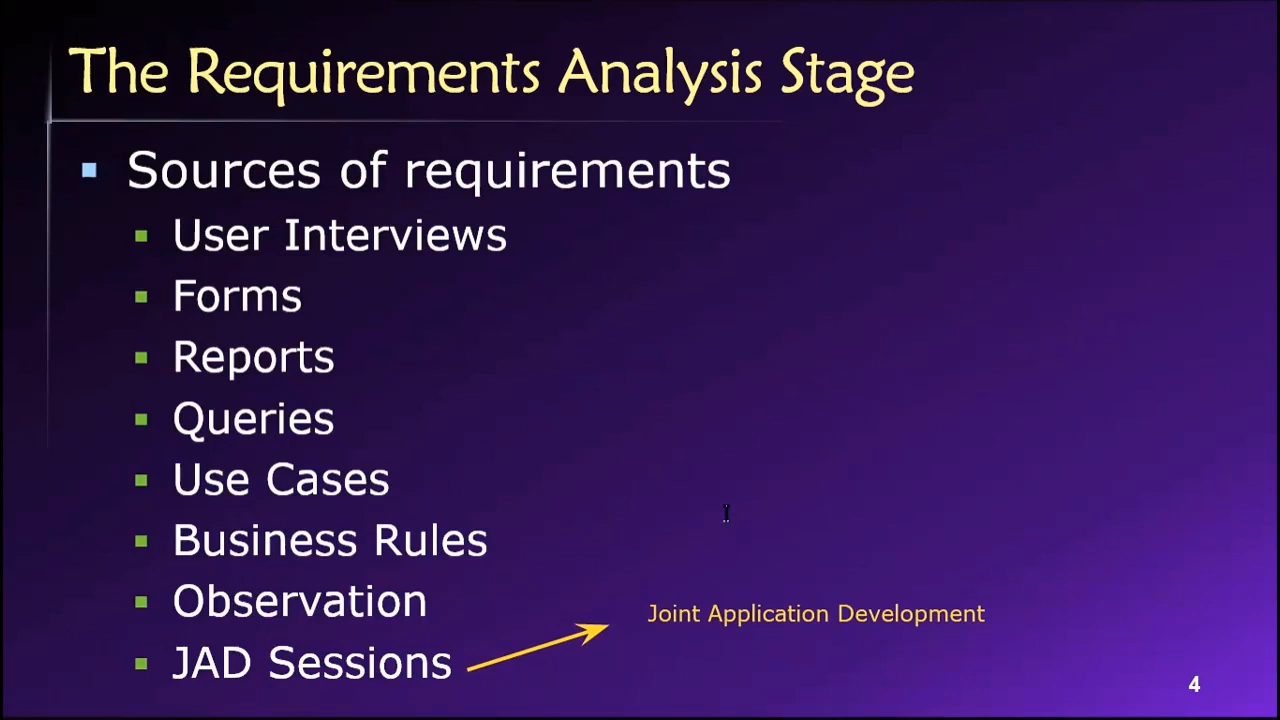 The Requirements Analysis Stage
Sources of requirements
User Interviews
Forms
Reports
Queries
Use Cases
Business Rules
Observation
JAD Sessions
Joint Application Development
4